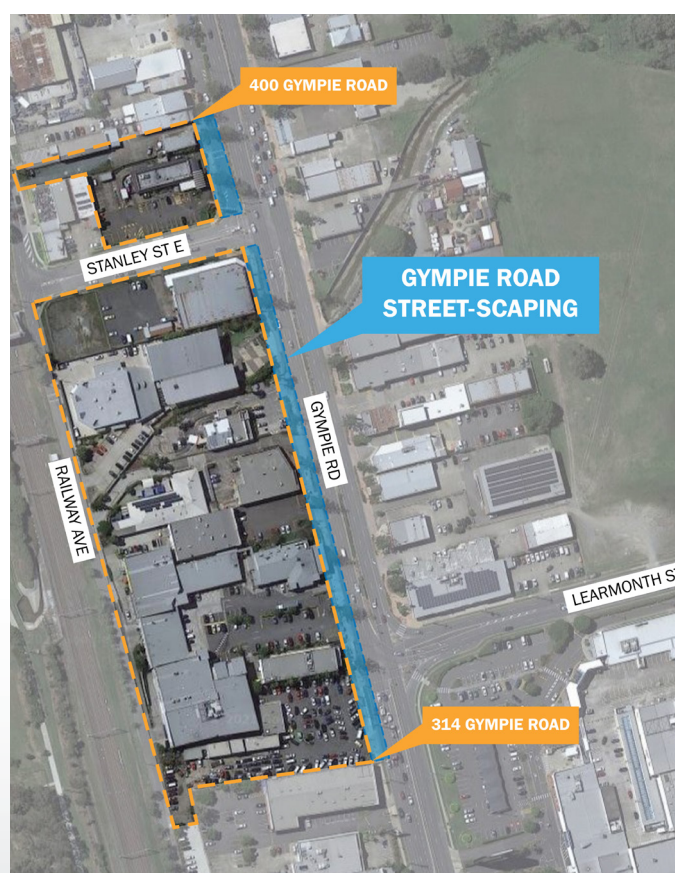 400 GYMPIE ROAD
STANLEY ST E
GYMPIE ROAD
STREET-SCAPING
GYMPIE RD
RAILWAY AVE
LEARMONTH
314 GYMPIE ROAD